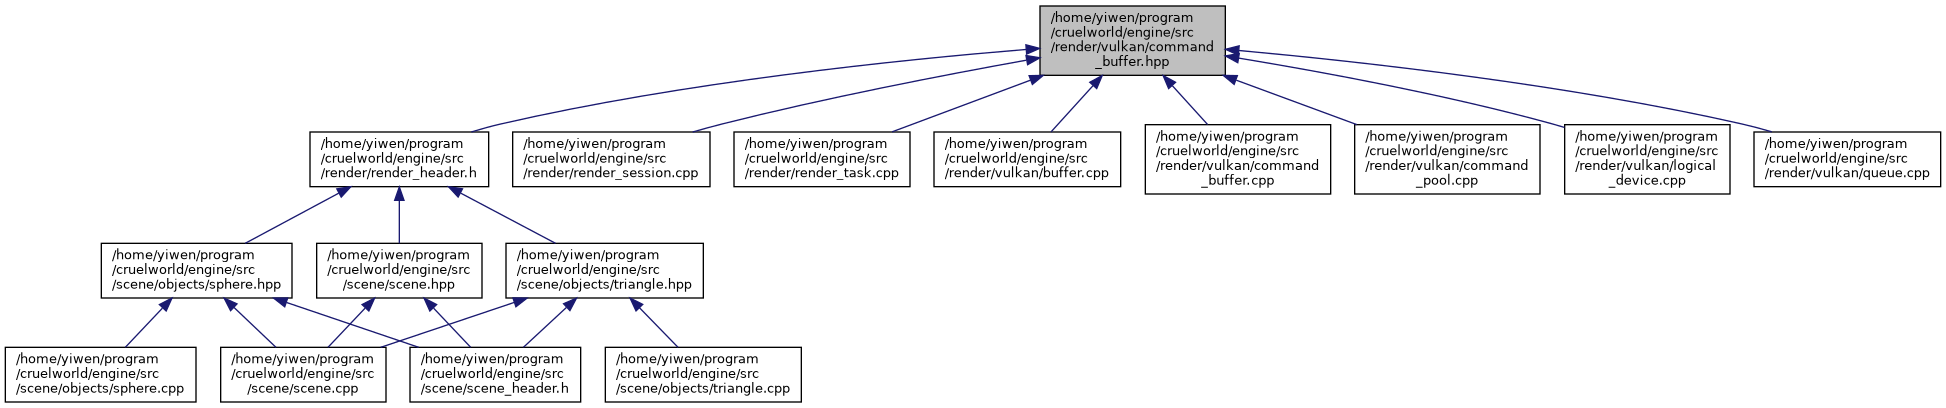 /home/yiwen/program
/cruelworld/engine/src
/render/vulkan/command
_buffer.hpp
/home/yiwen/program
/cruelworld/engine/src
/render/render_header.h
/home/yiwen/program
/cruelworld/engine/src
/render/render_session.cpp
/home/yiwen/program
/cruelworld/engine/src
/render/render_task.cpp
/home/yiwen/program
/cruelworld/engine/src
/render/vulkan/buffer.cpp
/home/yiwen/program
/cruelworld/engine/src
/render/vulkan/command
_buffer.cpp
/home/yiwen/program
/cruelworld/engine/src
/render/vulkan/command
_pool.cpp
/home/yiwen/program
/cruelworld/engine/src
/render/vulkan/logical
_device.cpp
/home/yiwen/program
/cruelworld/engine/src
/render/vulkan/queue.cpp
/home/yiwen/program
/cruelworld/engine/src
/scene/objects/sphere.hpp
/home/yiwen/program
/cruelworld/engine/src
/scene/scene.hpp
/home/yiwen/program
/cruelworld/engine/src
/scene/objects/triangle.hpp
/home/yiwen/program
/cruelworld/engine/src
/scene/objects/sphere.cpp
/home/yiwen/program
/cruelworld/engine/src
/scene/scene.cpp
/home/yiwen/program
/cruelworld/engine/src
/scene/scene_header.h
/home/yiwen/program
/cruelworld/engine/src
/scene/objects/triangle.cpp